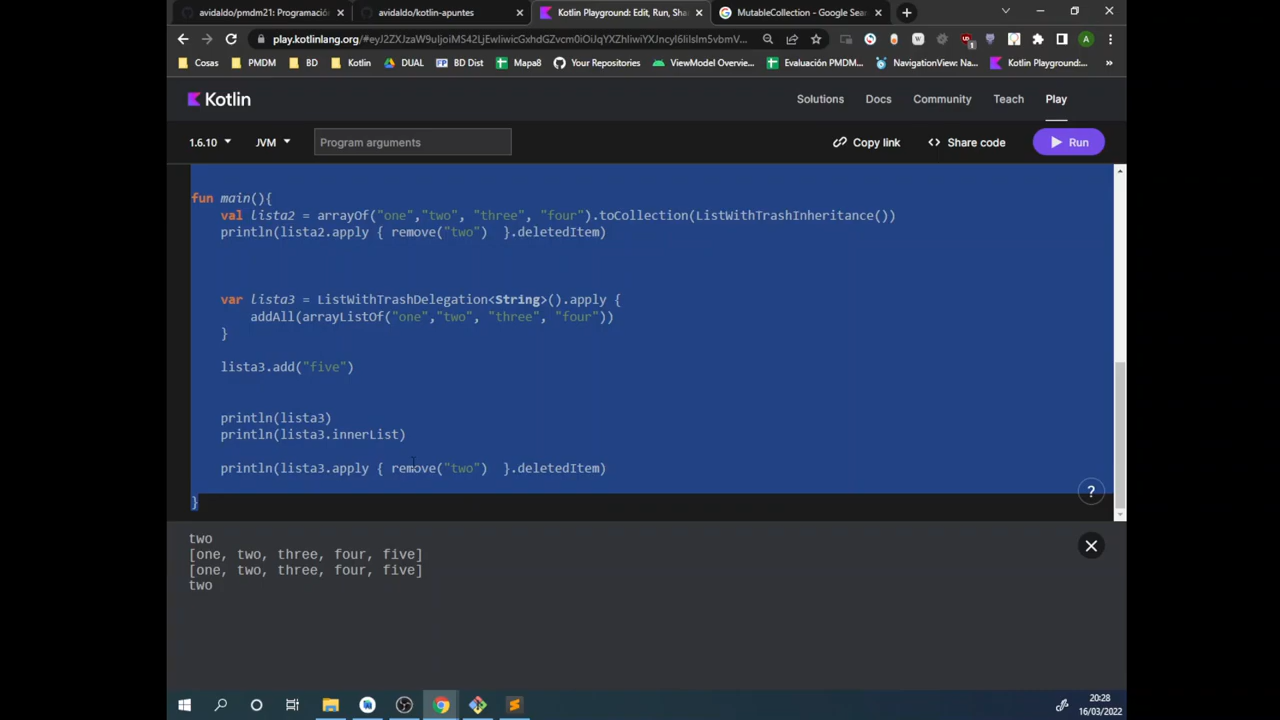 avidaldo/pmdm21: Programació
avidaldo/kotlin-apuntes
Kotlin Playground: Edit, Run, Sha
MutableCollection - Google Sear
play.kotlinlang.org/
Cosas
PMDM
BD
Kotlin
DUAL
BD Dist
Mapa8
Your Repositories
ViewModel Overvie...
Evaluación PMDM...
NavigationView: Na...
Kotlin Playground:...
»
Kotlin
Solutions
Docs
Community
Teach
Play
1.6.10
JVM
Program arguments
Copy link
Share code
Run
fun main(){
val lista2 = arrayOf("one","two", "three", "four").toCollection(ListWithTrashInheritance())
println(lista2.apply { remove("two")  }.deletedItem)
var lista3 = ListWithTrashDelegation<String>().apply {
addAll(arrayListOf("one","two", "three", "four"))
}
lista3.add("five")
println(lista3)
println(lista3.innerList)
println(lista3.apply { remove("two")  }.deletedItem)
}
?
two
[one, two, three, four, five]
[one, two, three, four, five]
two
20:28
16/03/2022